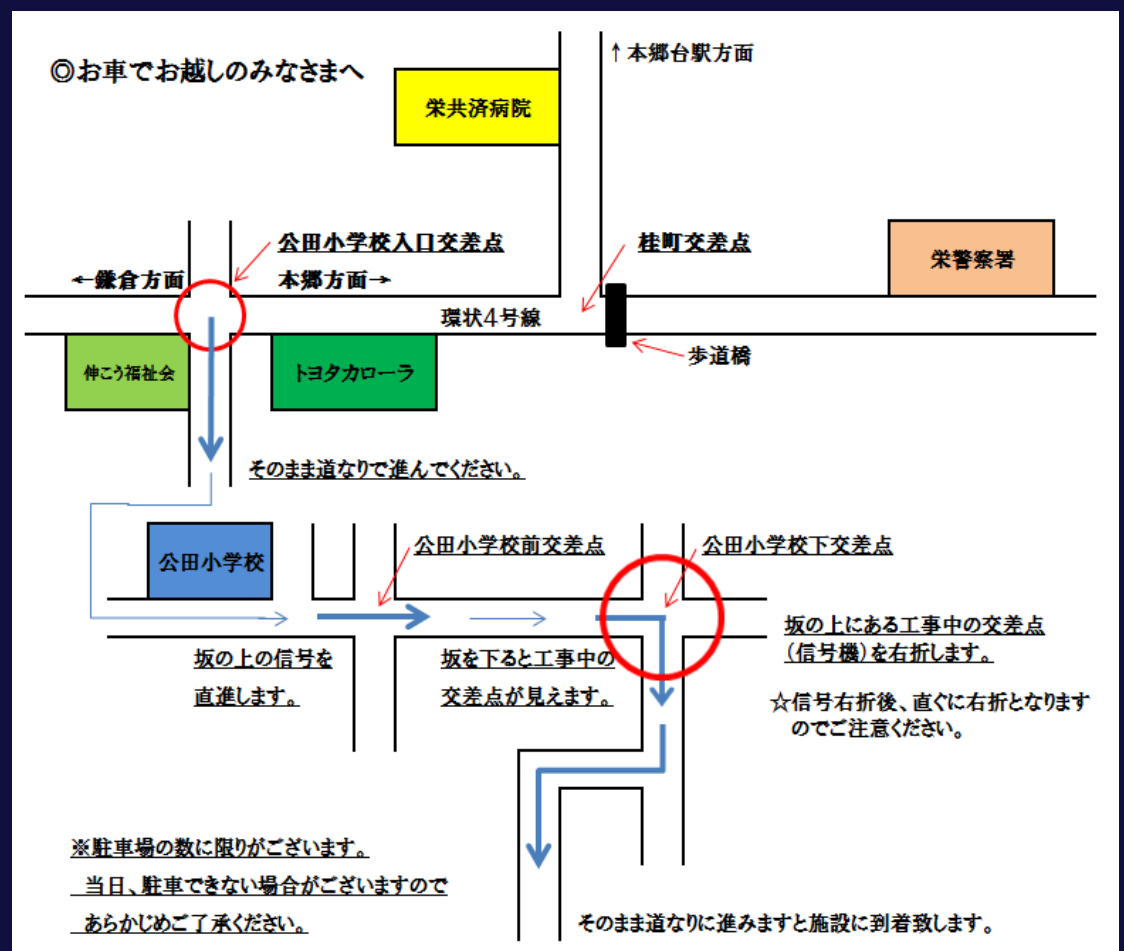 ◎お車でお越しのみなさまへ
↑本郷台駅方面
栄共済病院
公田小学校入口交差点
桂町交差点
栄警察署
←鎌倉方面
本郷方面→
環状4号線
歩道橋
伸こう福祉会
トヨタカローラ
そのまま道なりで進んでください。
公田小学校
公田小学校前交差点
公田小学校下交差点
坂の上の信号を
直進します。
坂を下ると工事中の
交差点が見えます。
坂の上にある工事中の交差点
(信号機)を右折します。
☆信号右折後、直ぐに右折となります
のでご注意ください。
※駐車場の数に限りがございます。
当日、駐車できない場合がございますので
あらかじめご了承ください。
そのまま道なりに進みますと施設に到着致します。